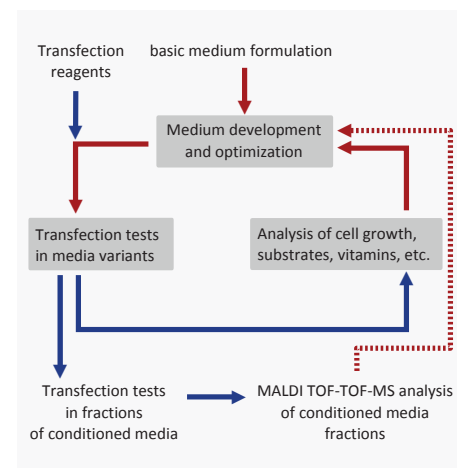 Transfection
reagents
basic medium formulation
Medium development
and optimization
Transfection tests
in media variants
Analysis of cell growth,
substrates, vitamins, etc.
Transfection tests
in fractions
of conditioned media
MALDI TOF-TOF-MS analysis
of conditioned media
fractions